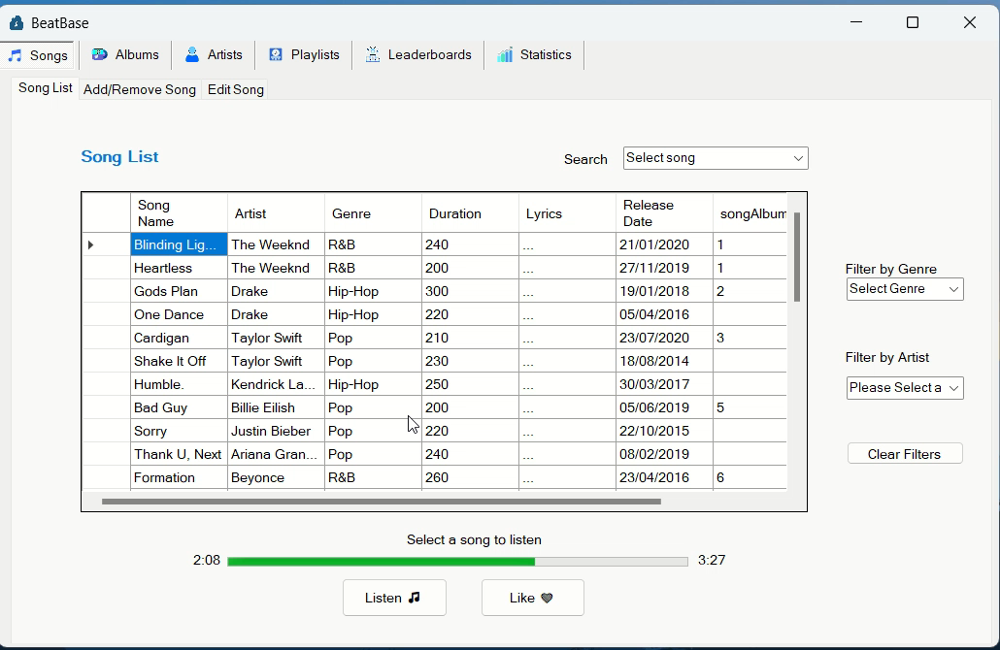 BeatBase
Songs Albums Artists Playlists Leaderboards Statistics
Song List Add/Remove Song Edit Song
Song List
Search Select song
Song Name Artist Genre Duration Lyrics Release Date songAlbum
Blinding Lig... The Weeknd R&B 240 ... 21/01/2020 1
Heartless The Weeknd R&B 200 ... 27/11/2019 1
Gods Plan Drake Hip-Hop 300 ... 19/01/2018 2
One Dance Drake Hip-Hop 220 ... 05/04/2016
Cardigan Taylor Swift Pop 210 ... 23/07/2020 3
Shake It Off Taylor Swift Pop 230 ... 18/08/2014
Humble. Kendrick La... Hip-Hop 250 ... 30/03/2017
Bad Guy Billie Eilish Pop 200 ... 05/06/2019 5
Sorry Justin Bieber Pop 220 ... 22/10/2015
Thank U, Next Ariana Gran... Pop 240 ... 08/02/2019
Formation Beyonce R&B 260 ... 23/04/2016 6
Filter by Genre
Select Genre
Filter by Artist
Please Select a
Clear Filters
Select a song to listen
2:08 3:27
Listen Like